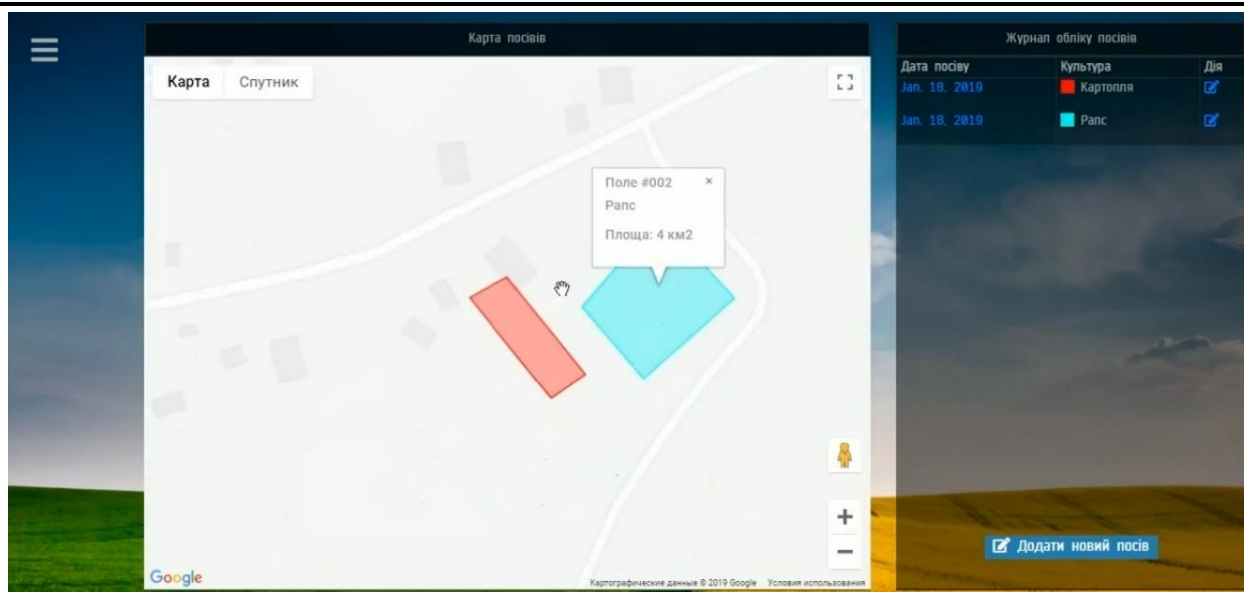 Карта посівів
Карта Спутник
Поле #002 ×
Рапс
Площа: 4 км2
Google
Картографические данные © 2019 Google Условия использования
Журнал обліку посівів
Дата посіву Культура Дія
Jan. 18, 2019 Картопля
Jan. 18, 2019 Рапс
Додати новий посів